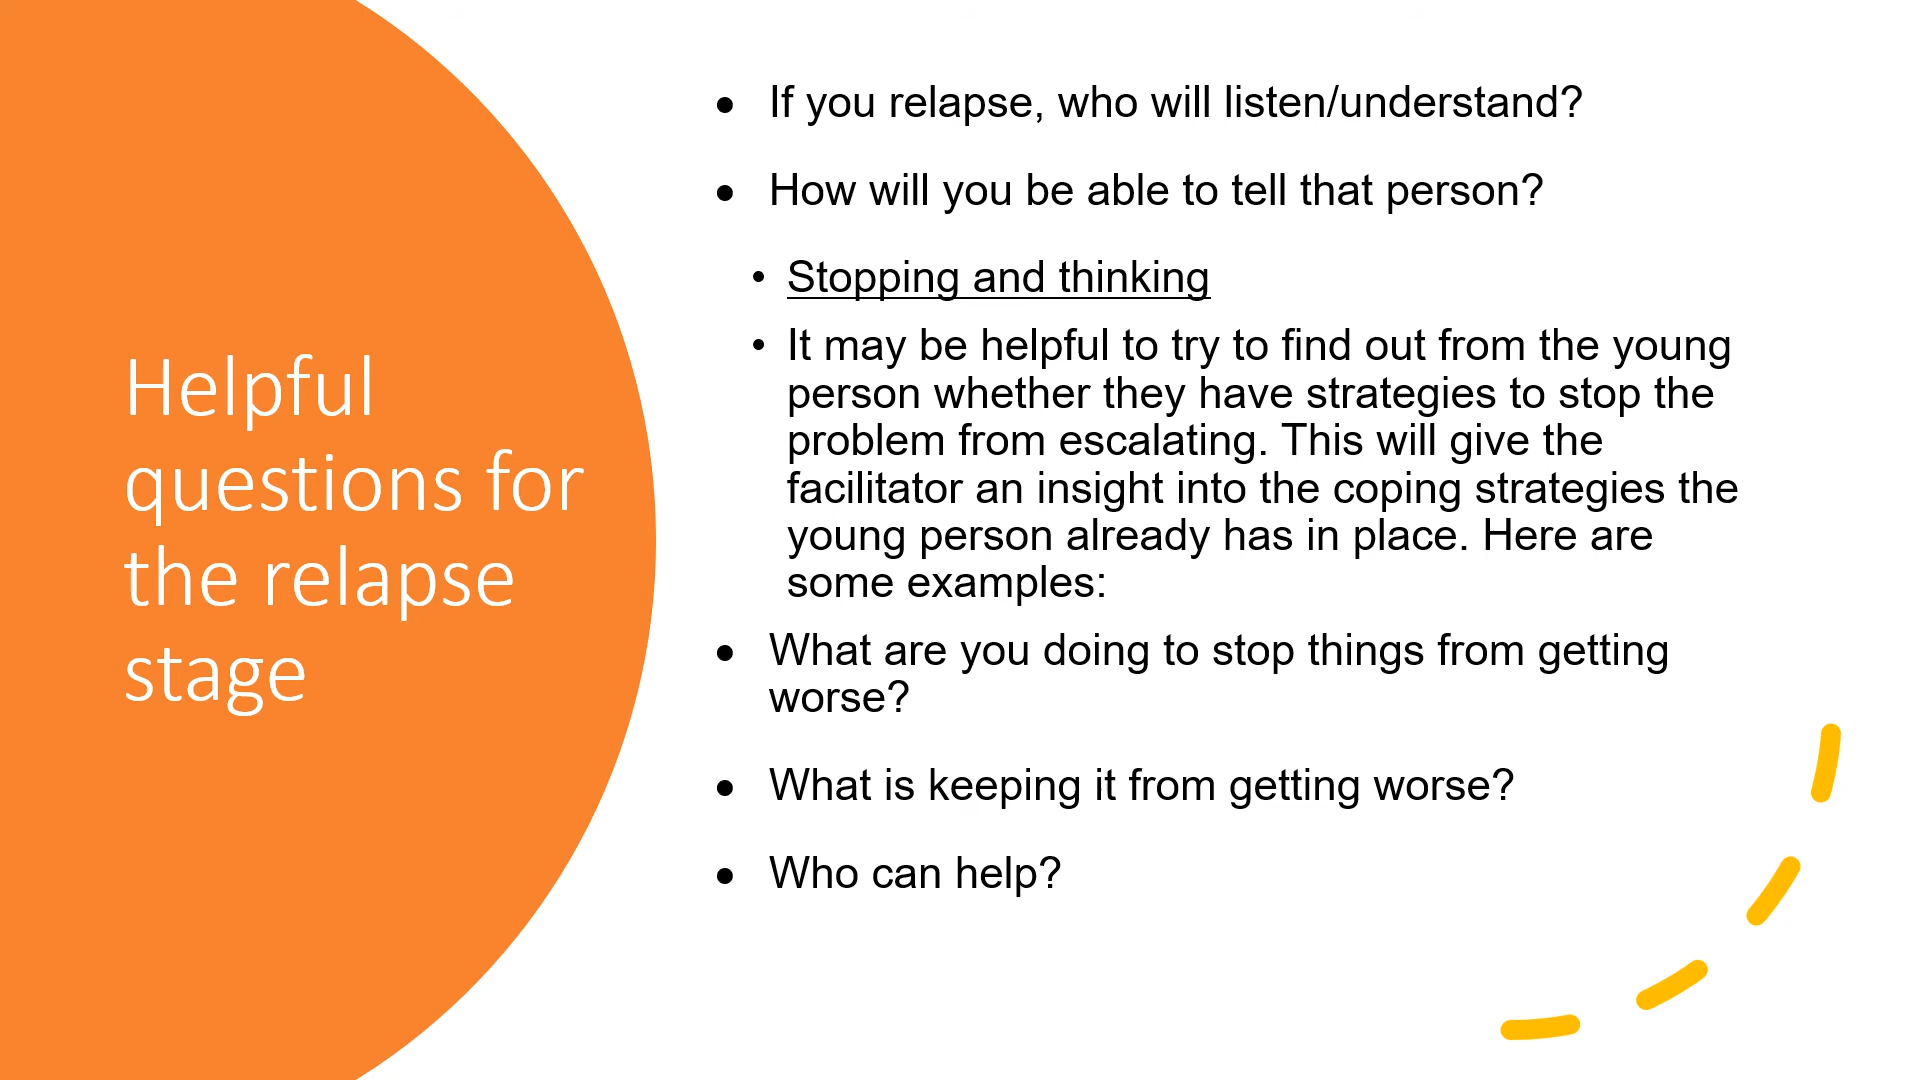 Helpful
questions for
the relapse
stage
• If you relapse, who will listen/understand?
• How will you be able to tell that person?
• Stopping and thinking
• It may be helpful to try to find out from the young
person whether they have strategies to stop the
problem from escalating. This will give the
facilitator an insight into the coping strategies the
young person already has in place. Here are
some examples:
• What are you doing to stop things from getting
worse?
• What is keeping it from getting worse?
• Who can help?